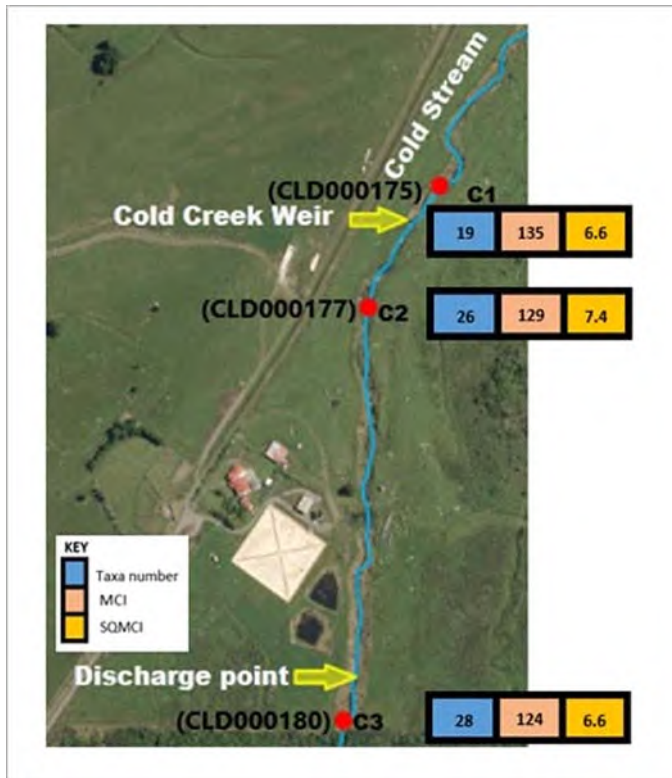 Cold Stream
(CLD000175) C1
Cold Creek Weir
19 135 6.6
(CLD000177) C2
26 129 7.4
KEY
Taxa number
MCI
SQMCI
Discharge point
(CLD000180) C3
28 124 6.6